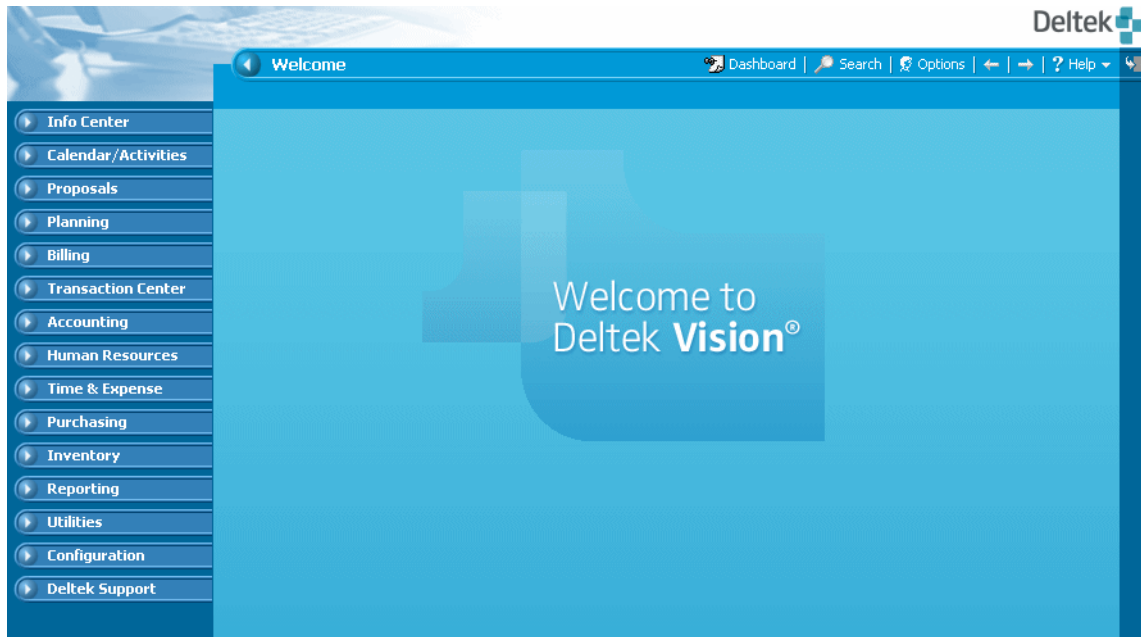 Deltek
Welcome
Dashboard | Search | Options | ← | → | ? Help
Info Center
Calendar/Activities
Proposals
Planning
Billing
Transaction Center
Accounting
Human Resources
Time & Expense
Purchasing
Inventory
Reporting
Utilities
Configuration
Deltek Support
Welcome to
Deltek Vision®